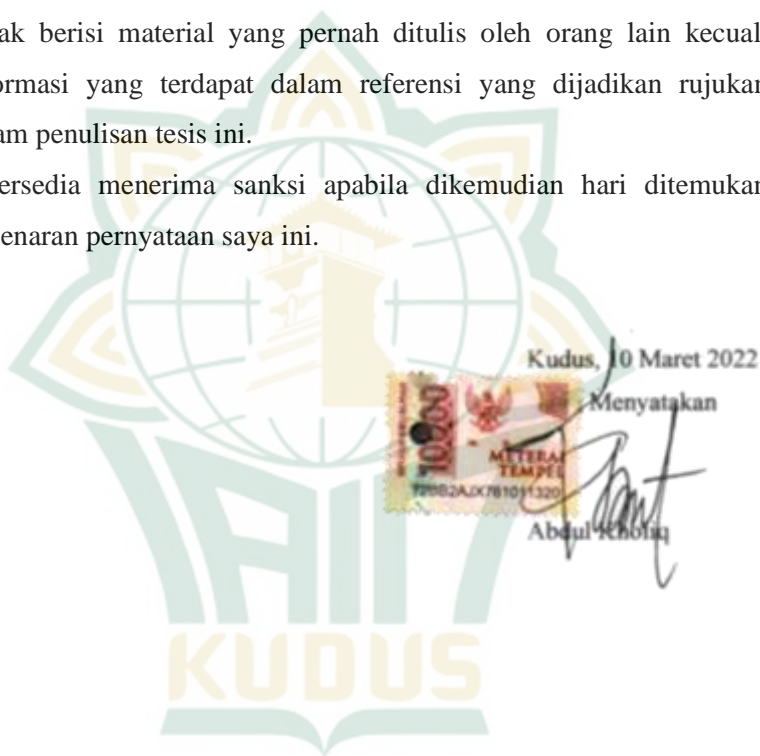 ak berisi material yang pernah ditulis oleh orang lain kecual
ormasi yang terdapat dalam referensi yang dijadikan rujukan
am penulisan tesis ini.
ersedia menerima sanksi apabila dikemudian hari ditemukan
enaran pernyataan saya ini.
Kudus, 10 Maret 2022
Menyatakan
10000
METERAI
TEMPEL
Abdul Kholiq
IAIN
KUDUS